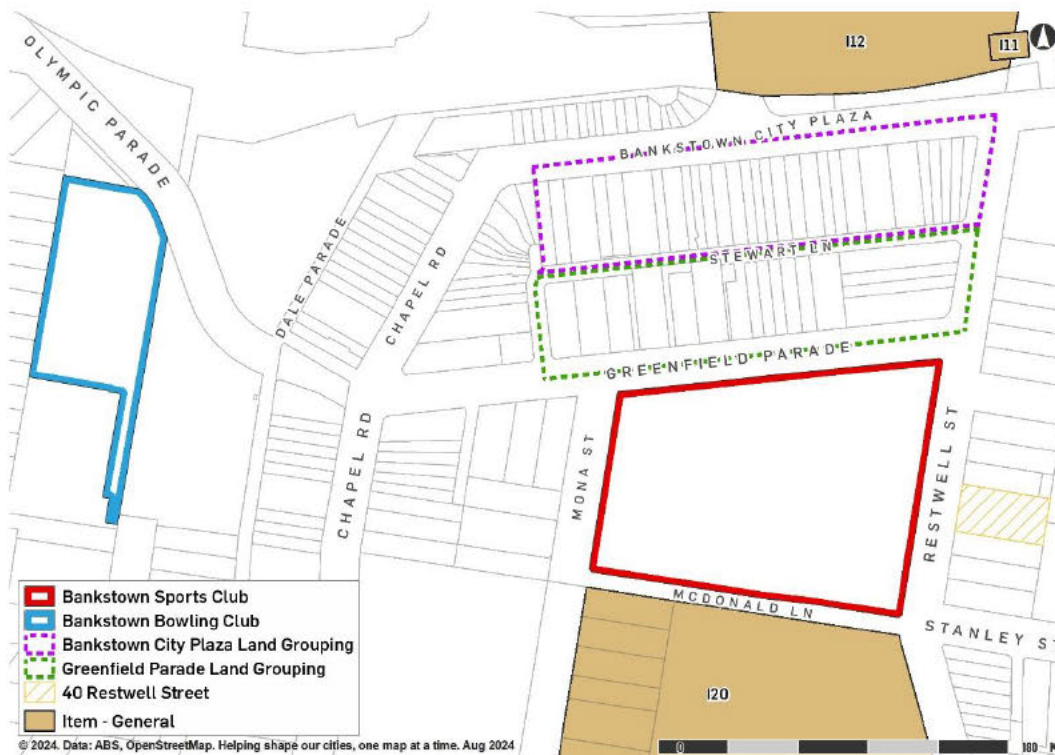 I12
I11
OLYMPIC PARADE
BANKSTOWN CITY PLAZA
STEWART LN
DALE PARADE
CHAPEL RD
GREENFIELD PARADE
CHAPEL RD
MONA ST
RESTWELL ST
MCDONALD LN
STANLEY ST
I20
Bankstown Sports Club
Bankstown Bowling Club
Bankstown City Plaza Land Grouping
Greenfield Parade Land Grouping
40 Restwell Street
Item - General
© 2024. Data: ABS, OpenStreetMap. Helping shape our cities, one map at a time. Aug 2024
0